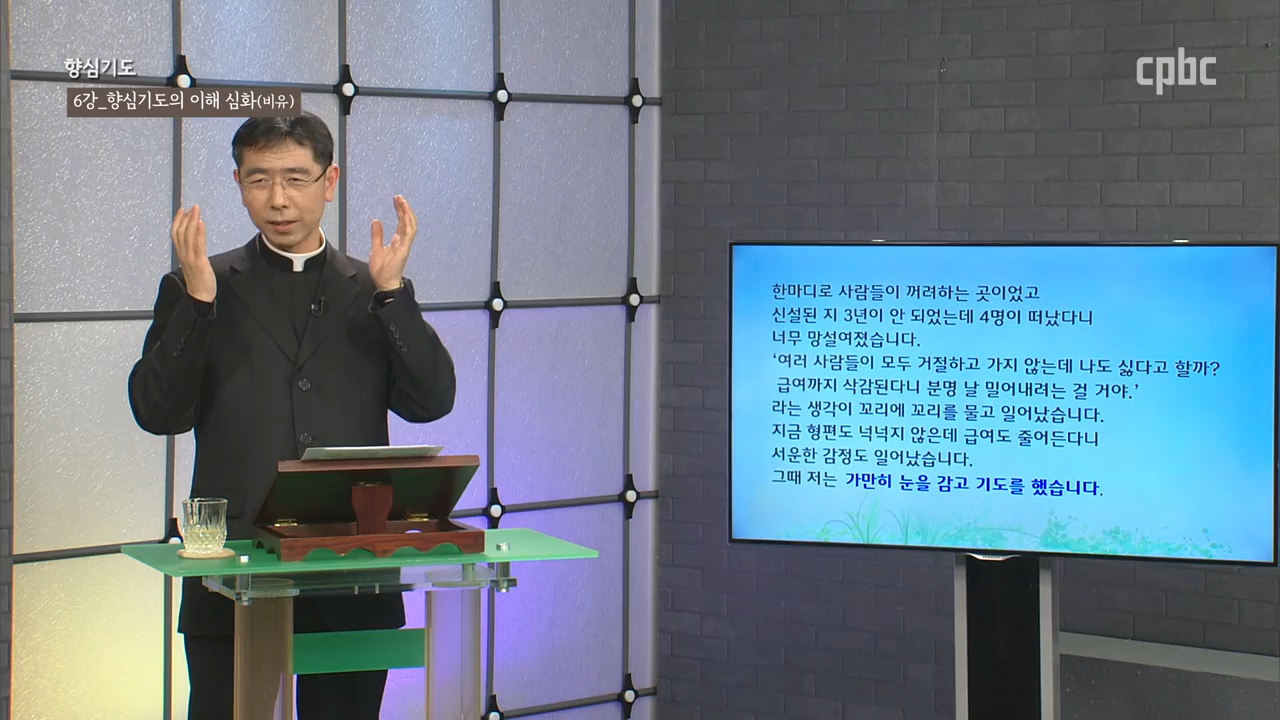 향심기도
6강_향심기도의 이해 심화(비유)
cpbc
한마디로 사람들이 꺼려하는 곳이었고
신설된 지 3년이 안 되었는데 4명이 떠났다니
너무 망설여졌습니다.
‘여러 사람들이 모두 거절하고 가지 않는데 나도 싫다고 할까?
급여까지 삭감된다니 분명 날 밀어내려는 걸 거야.’
라는 생각이 꼬리에 꼬리를 물고 일어났습니다.
지금 형편도 넉넉지 않은데 급여도 줄어든다니
서운한 감정도 일어났습니다.
그때 저는 가만히 눈을 감고 기도를 했습니다.